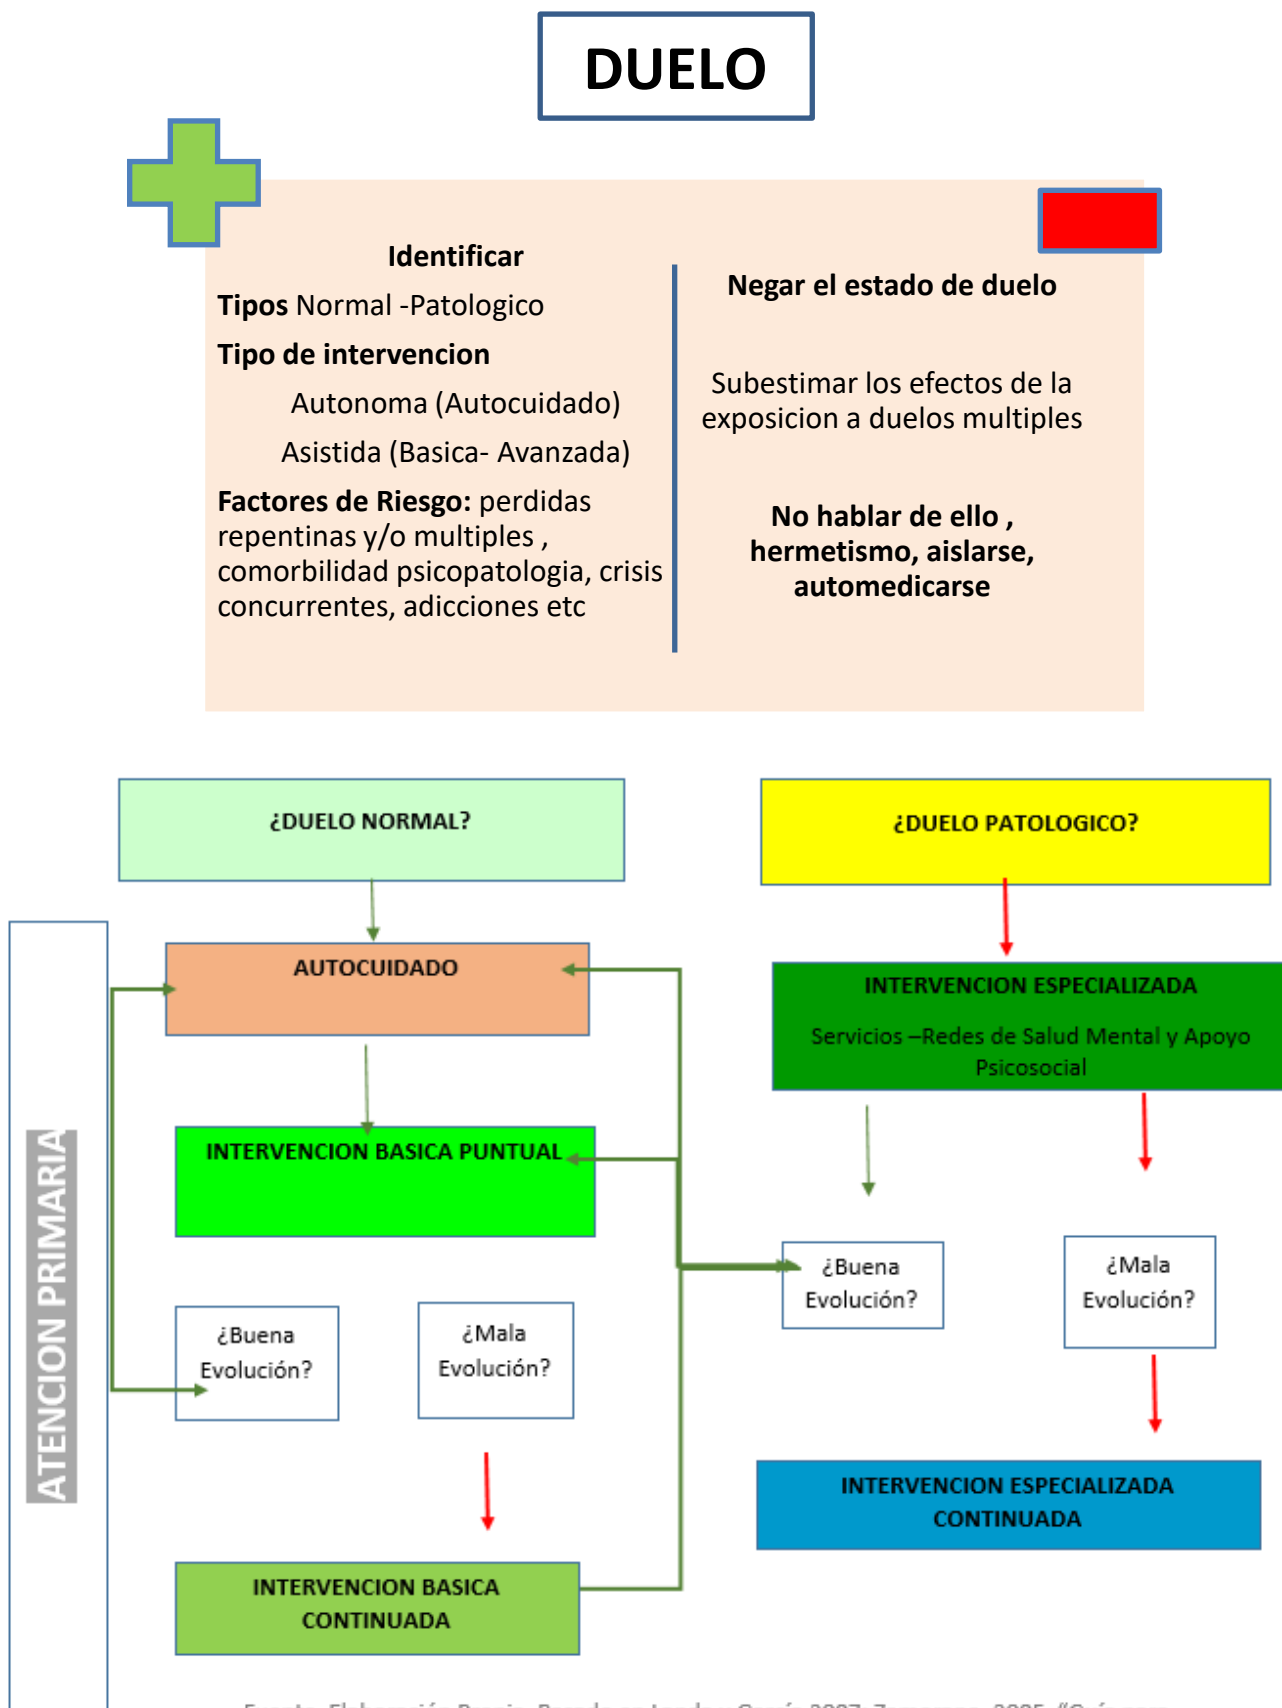 DUELO
Identificar
Tipos Normal -Patologico
Tipo de intervencion
Autonoma (Autocuidado)
Asistida (Basica- Avanzada)
Factores de Riesgo: perdidas
repentinas y/o multiples ,
comorbilidad psicopatologia, crisis
concurrentes, adicciones etc
Negar el estado de duelo
Subestimar los efectos de la
exposicion a duelos multiples
No hablar de ello ,
hermetismo, aislarse,
automedicarse
¿DUELO NORMAL?
¿DUELO PATOLOGICO?
ATENCION PRIMARIA
AUTOCUIDADO
INTERVENCION ESPECIALIZADA
Servicios –Redes de Salud Mental y Apoyo
Psicosocial
INTERVENCION BASICA PUNTUAL
¿Buena
Evolución?
¿Mala
Evolución?
¿Buena
Evolución?
¿Mala
Evolución?
INTERVENCION ESPECIALIZADA
CONTINUADA
INTERVENCION BASICA
CONTINUADA